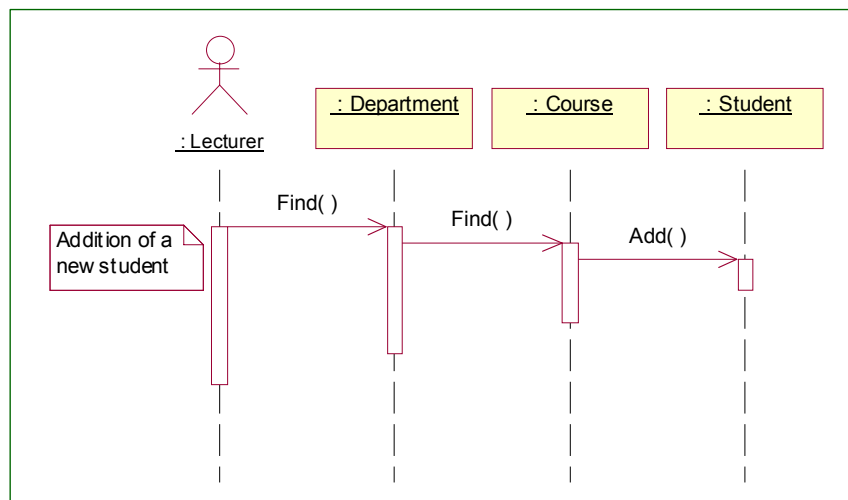 : Department
: Course
: Student
: Lecturer
Find( )
Find( )
Add( )
Addition of a
new student